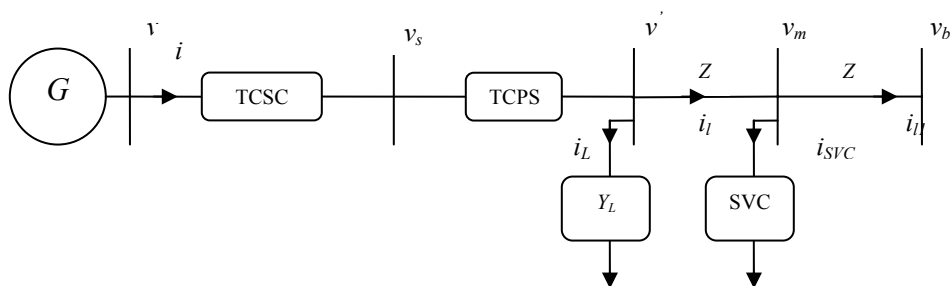 v
v_s
v'
v_m
v_b
i
G
TCSC
TCPS
Z
Z
i_L
i_l
i_SVC
i_l1
Y_L
SVC